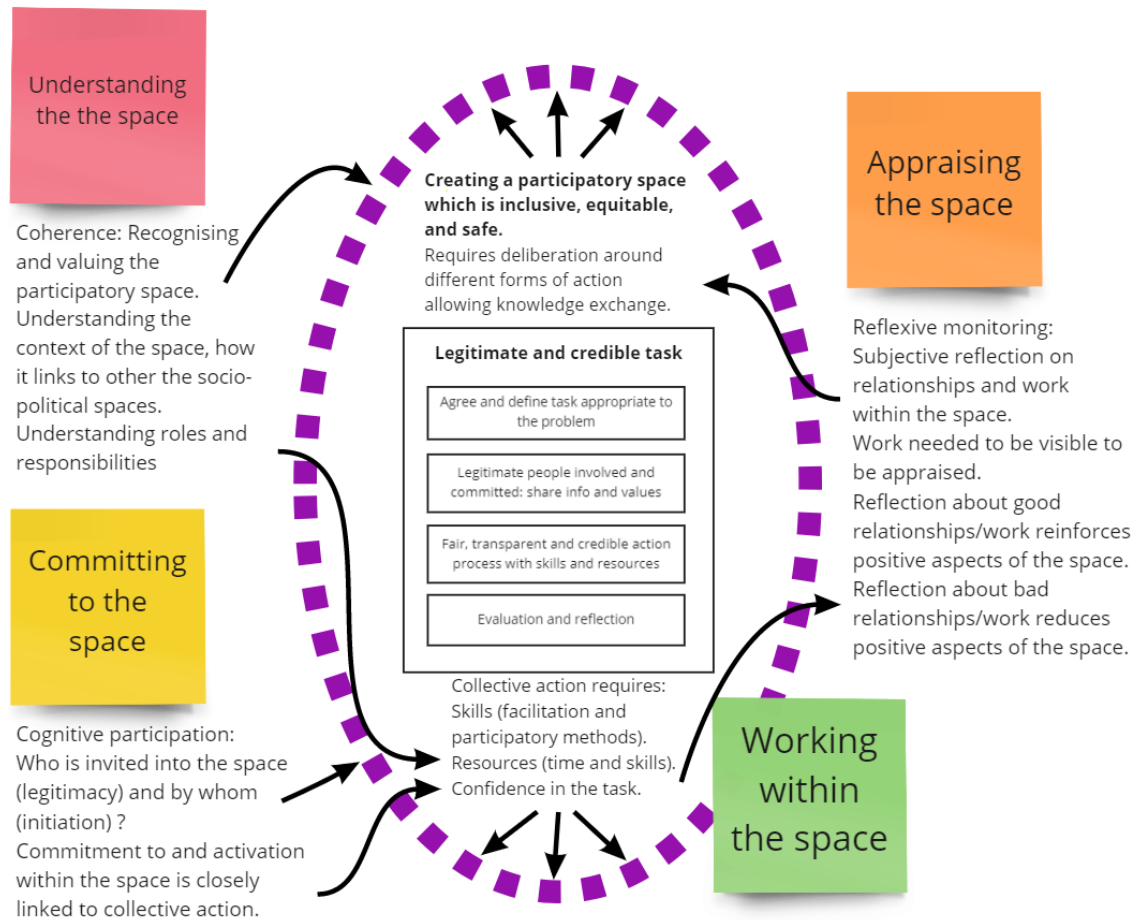 Understanding
the the space
Coherence: Recognising
and valuing the
participatory space.
Understanding the
context of the space, how
it links to other the socio-
political spaces.
Understanding roles and
responsibilities
Committing
to the
space
Cognitive participation:
Who is invited into the space
(legitimacy) and by whom
(initiation) ?
Commitment to and activation
within the space is closely
linked to collective action.
Creating a participatory space
which is inclusive, equitable,
and safe.
Requires deliberation around
different forms of action
allowing knowledge exchange.
Legitimate and credible task
Agree and define task appropriate to
the problem
Legitimate people involved and
committed: share info and values
Fair, transparent and credible action
process with skills and resources
Evaluation and reflection
Collective action requires:
Skills (facilitation and
participatory methods).
Resources (time and skills).
Confidence in the task.
Appraising
the space
Reflexive monitoring:
Subjective reflection on
relationships and work
within the space.
Work needed to be visible to
be appraised.
Reflection about good
relationships/work reinforces
positive aspects of the space.
Reflection about bad
relationships/work reduces
positive aspects of the space.
Working
within
the space